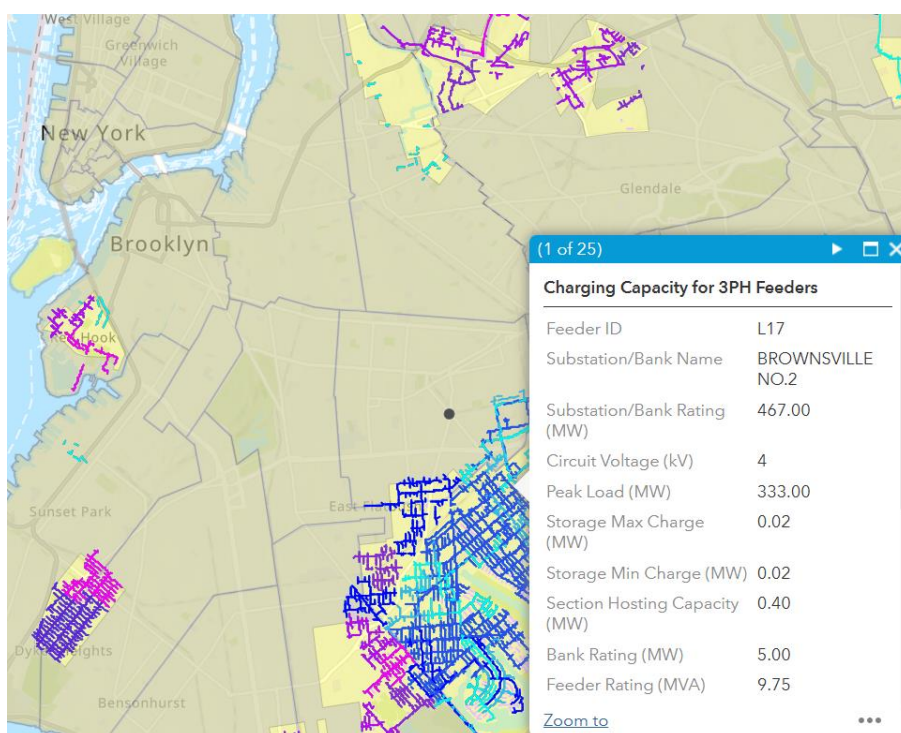 West Village
Greenwich
Village
New York
Glendale
Brooklyn
(1 of 25)
Charging Capacity for 3PH Feeders
Feeder ID L17
Substation/Bank Name BROWNSVILLE
NO.2
Substation/Bank Rating 467.00
(MW)
Circuit Voltage (kV) 4
Peak Load (MW) 333.00
Storage Max Charge 0.02
(MW)
Storage Min Charge (MW) 0.02
Section Hosting Capacity 0.40
(MW)
Bank Rating (MW) 5.00
Feeder Rating (MVA) 9.75
Zoom to
Red Hook
East Fla
Sunset Park
Dyker Heights
Bensonhurst